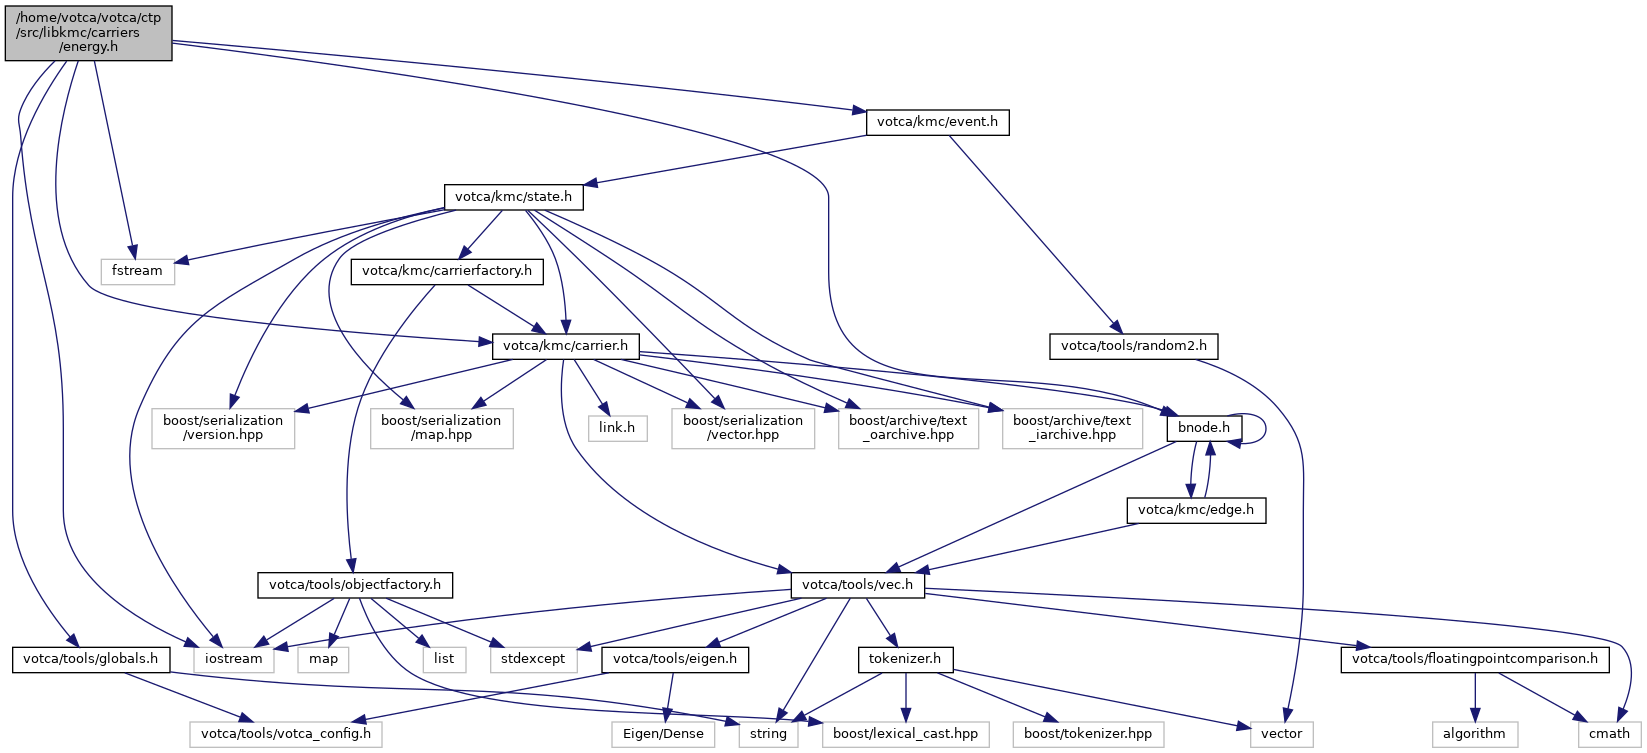 /home/votca/votca/ctp
/src/libkmc/carriers
/energy.h
votca/kmc/event.h
votca/kmc/state.h
fstream
votca/kmc/carrierfactory.h
votca/kmc/carrier.h
votca/tools/random2.h
boost/serialization
/version.hpp
boost/serialization
/map.hpp
link.h
boost/serialization
/vector.hpp
boost/archive/text
_oarchive.hpp
boost/archive/text
_iarchive.hpp
bnode.h
votca/kmc/edge.h
votca/tools/objectfactory.h
votca/tools/vec.h
votca/tools/globals.h
iostream
map
list
stdexcept
votca/tools/eigen.h
tokenizer.h
votca/tools/floatingpointcomparison.h
votca/tools/votca_config.h
Eigen/Dense
string
boost/lexical_cast.hpp
boost/tokenizer.hpp
vector
algorithm
cmath